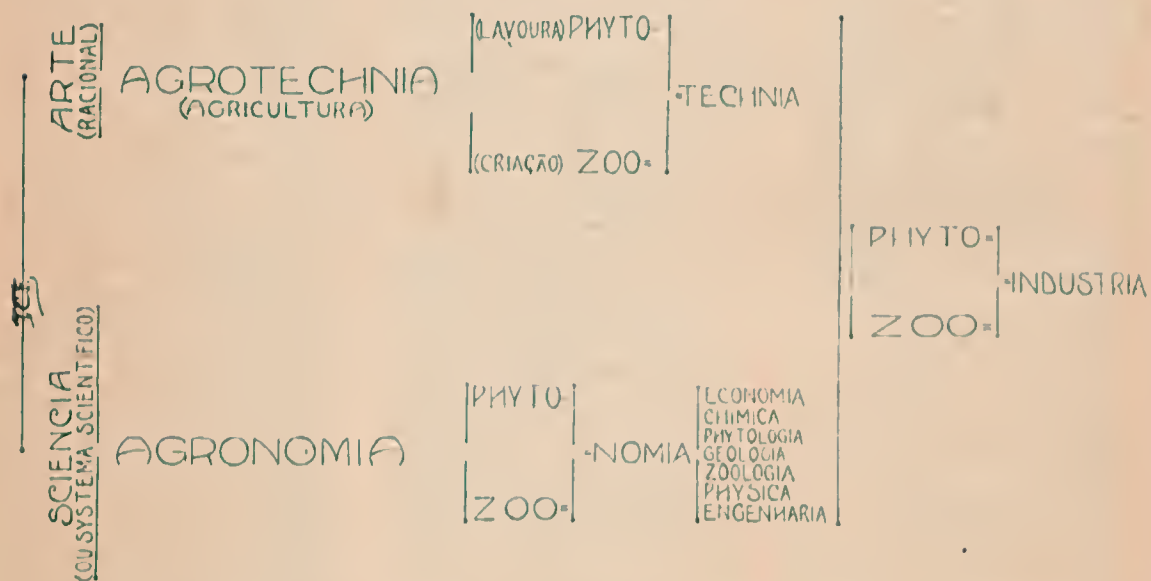 ARTE
(RACIONAL)
AGROTECHNIA
(AGRICULTURA)
(LAVOURA) PHYTO-
(CRIAÇÃO) ZOO=
=TECHNIA
SCIENCIA
(OU SYSTEMA SCIENTIFICO)
AGRONOMIA
PHYTO-
ZOO=
-NOMIA
ECONOMIA
CHIMICA
PHYTOLOGIA
GEOLOGIA
ZOOLOGIA
PHYSICA
ENGENHARIA
PHYTO=
ZOO=
=INDUSTRIA